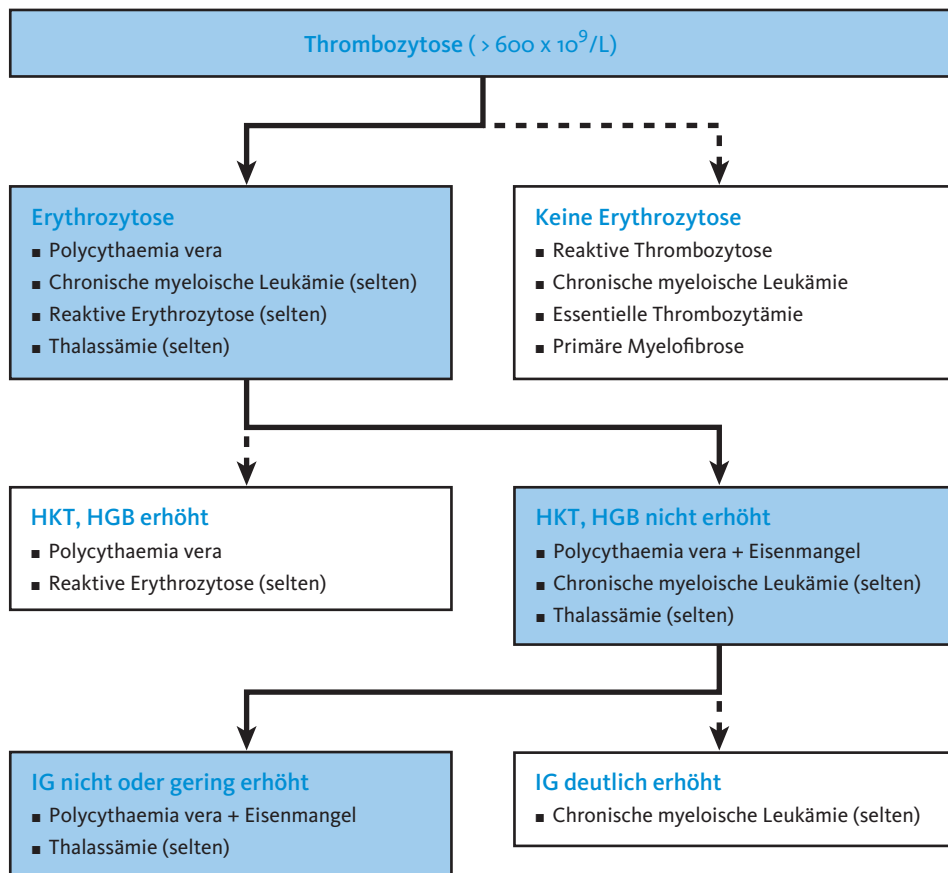 Thrombozytose ( > 600 x 10⁹/L)
Erythrozytose
▪ Polycythaemia vera
▪ Chronische myeloische Leukämie (selten)
▪ Reaktive Erythrozytose (selten)
▪ Thalassämie (selten)
Keine Erythrozytose
▪ Reaktive Thrombozytose
▪ Chronische myeloische Leukämie
▪ Essentielle Thrombozytämie
▪ Primäre Myelofibrose
HKT, HGB erhöht
▪ Polycythaemia vera
▪ Reaktive Erythrozytose (selten)
HKT, HGB nicht erhöht
▪ Polycythaemia vera + Eisenmangel
▪ Chronische myeloische Leukämie (selten)
▪ Thalassämie (selten)
IG nicht oder gering erhöht
▪ Polycythaemia vera + Eisenmangel
▪ Thalassämie (selten)
IG deutlich erhöht
▪ Chronische myeloische Leukämie (selten)